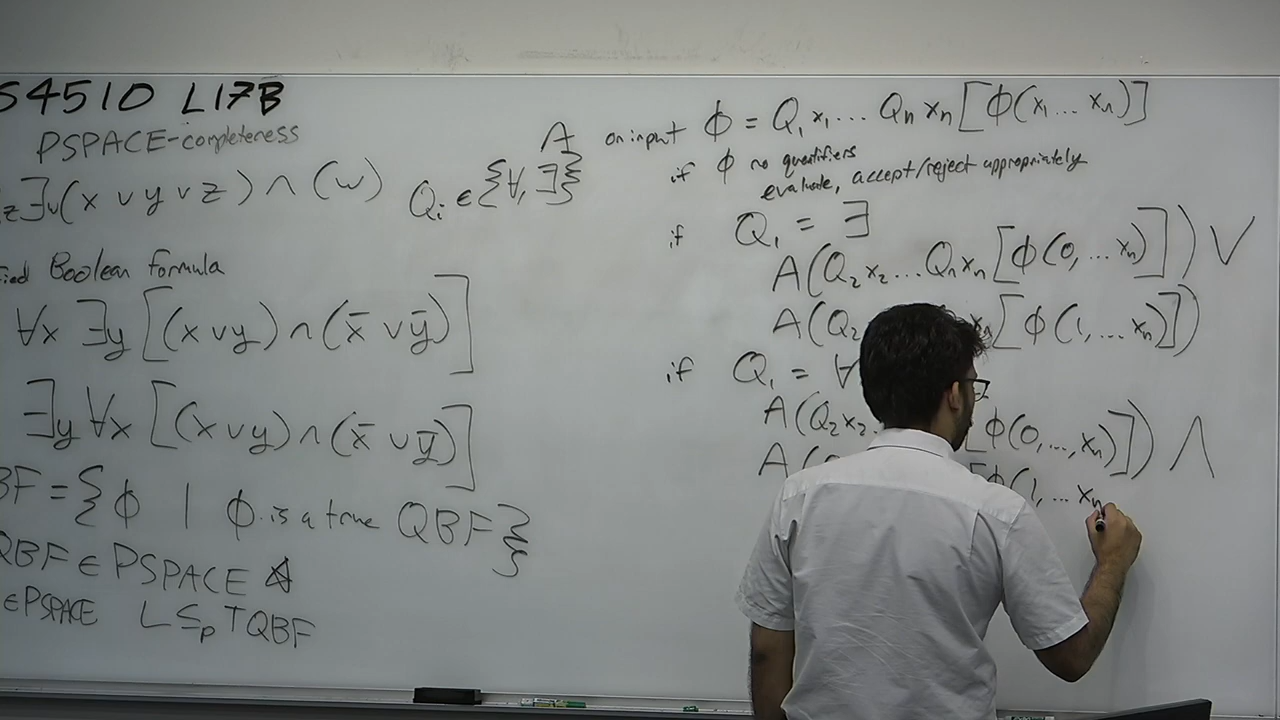 S4510 L17B
PSPACE-completeness
z∃u(x ∨ y ∨ z) ∧ (w) Qᵢ ∈ {∀, ∃}
Boolean formula
∀x ∃y [(x ∨ y) ∧ (x̄ ∨ ȳ)]
∃y ∀x [(x ∨ y) ∧ (x̄ ∨ ȳ)]
BF = {ϕ | ϕ is a true QBF}
QBF ∈ PSPACE
∈ PSPACE L ≤ₚ TQBF
A on input ϕ = Q₁x₁... Qₙxₙ[ϕ(x₁... xₙ)]
if ϕ no quantifiers
evaluate, accept/reject appropriately
if Q₁ = ∃
A(Q₂x₂...Qₙxₙ[ϕ(0,...xₙ)]) ∨
A(Q₂ xₙ[ϕ(1,...xₙ)])
if Q₁ = ∀
A(Q₂x₂. [ϕ(0,...,xₙ)]) ∧
A( [ϕ(1,...xₙ